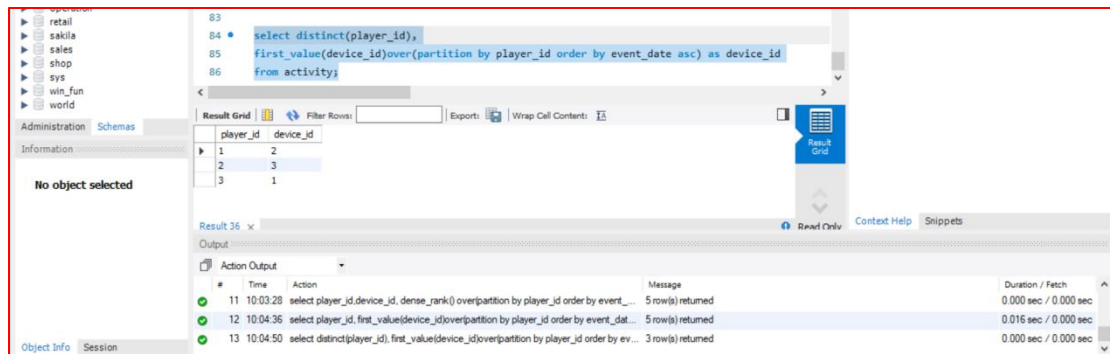 operation
retail
sakila
sales
shop
sys
win_fun
world
Administration Schemas
Information
No object selected
Object Info Session
83
84 select distinct(player_id),
85 first_value(device_id)over(partition by player_id order by event_date asc) as device_id
86 from activity;
Result Grid Filter Rows: Export: Wrap Cell Content: IA
player_id device_id
1 2
2 3
3 1
Result Grid
Result 36 x
Read Only
Context Help Snippets
Output
Action Output
# Time Action Message Duration / Fetch
11 10:03:28 select player_id,device_id, dense_rank() over(partition by player_id order by event_... 5 row(s) returned 0.000 sec / 0.000 sec
12 10:04:36 select player_id, first_value(device_id)over(partition by player_id order by event_dat... 5 row(s) returned 0.016 sec / 0.000 sec
13 10:04:50 select distinct(player_id), first_value(device_id)over(partition by player_id order by ev... 3 row(s) returned 0.000 sec / 0.000 sec